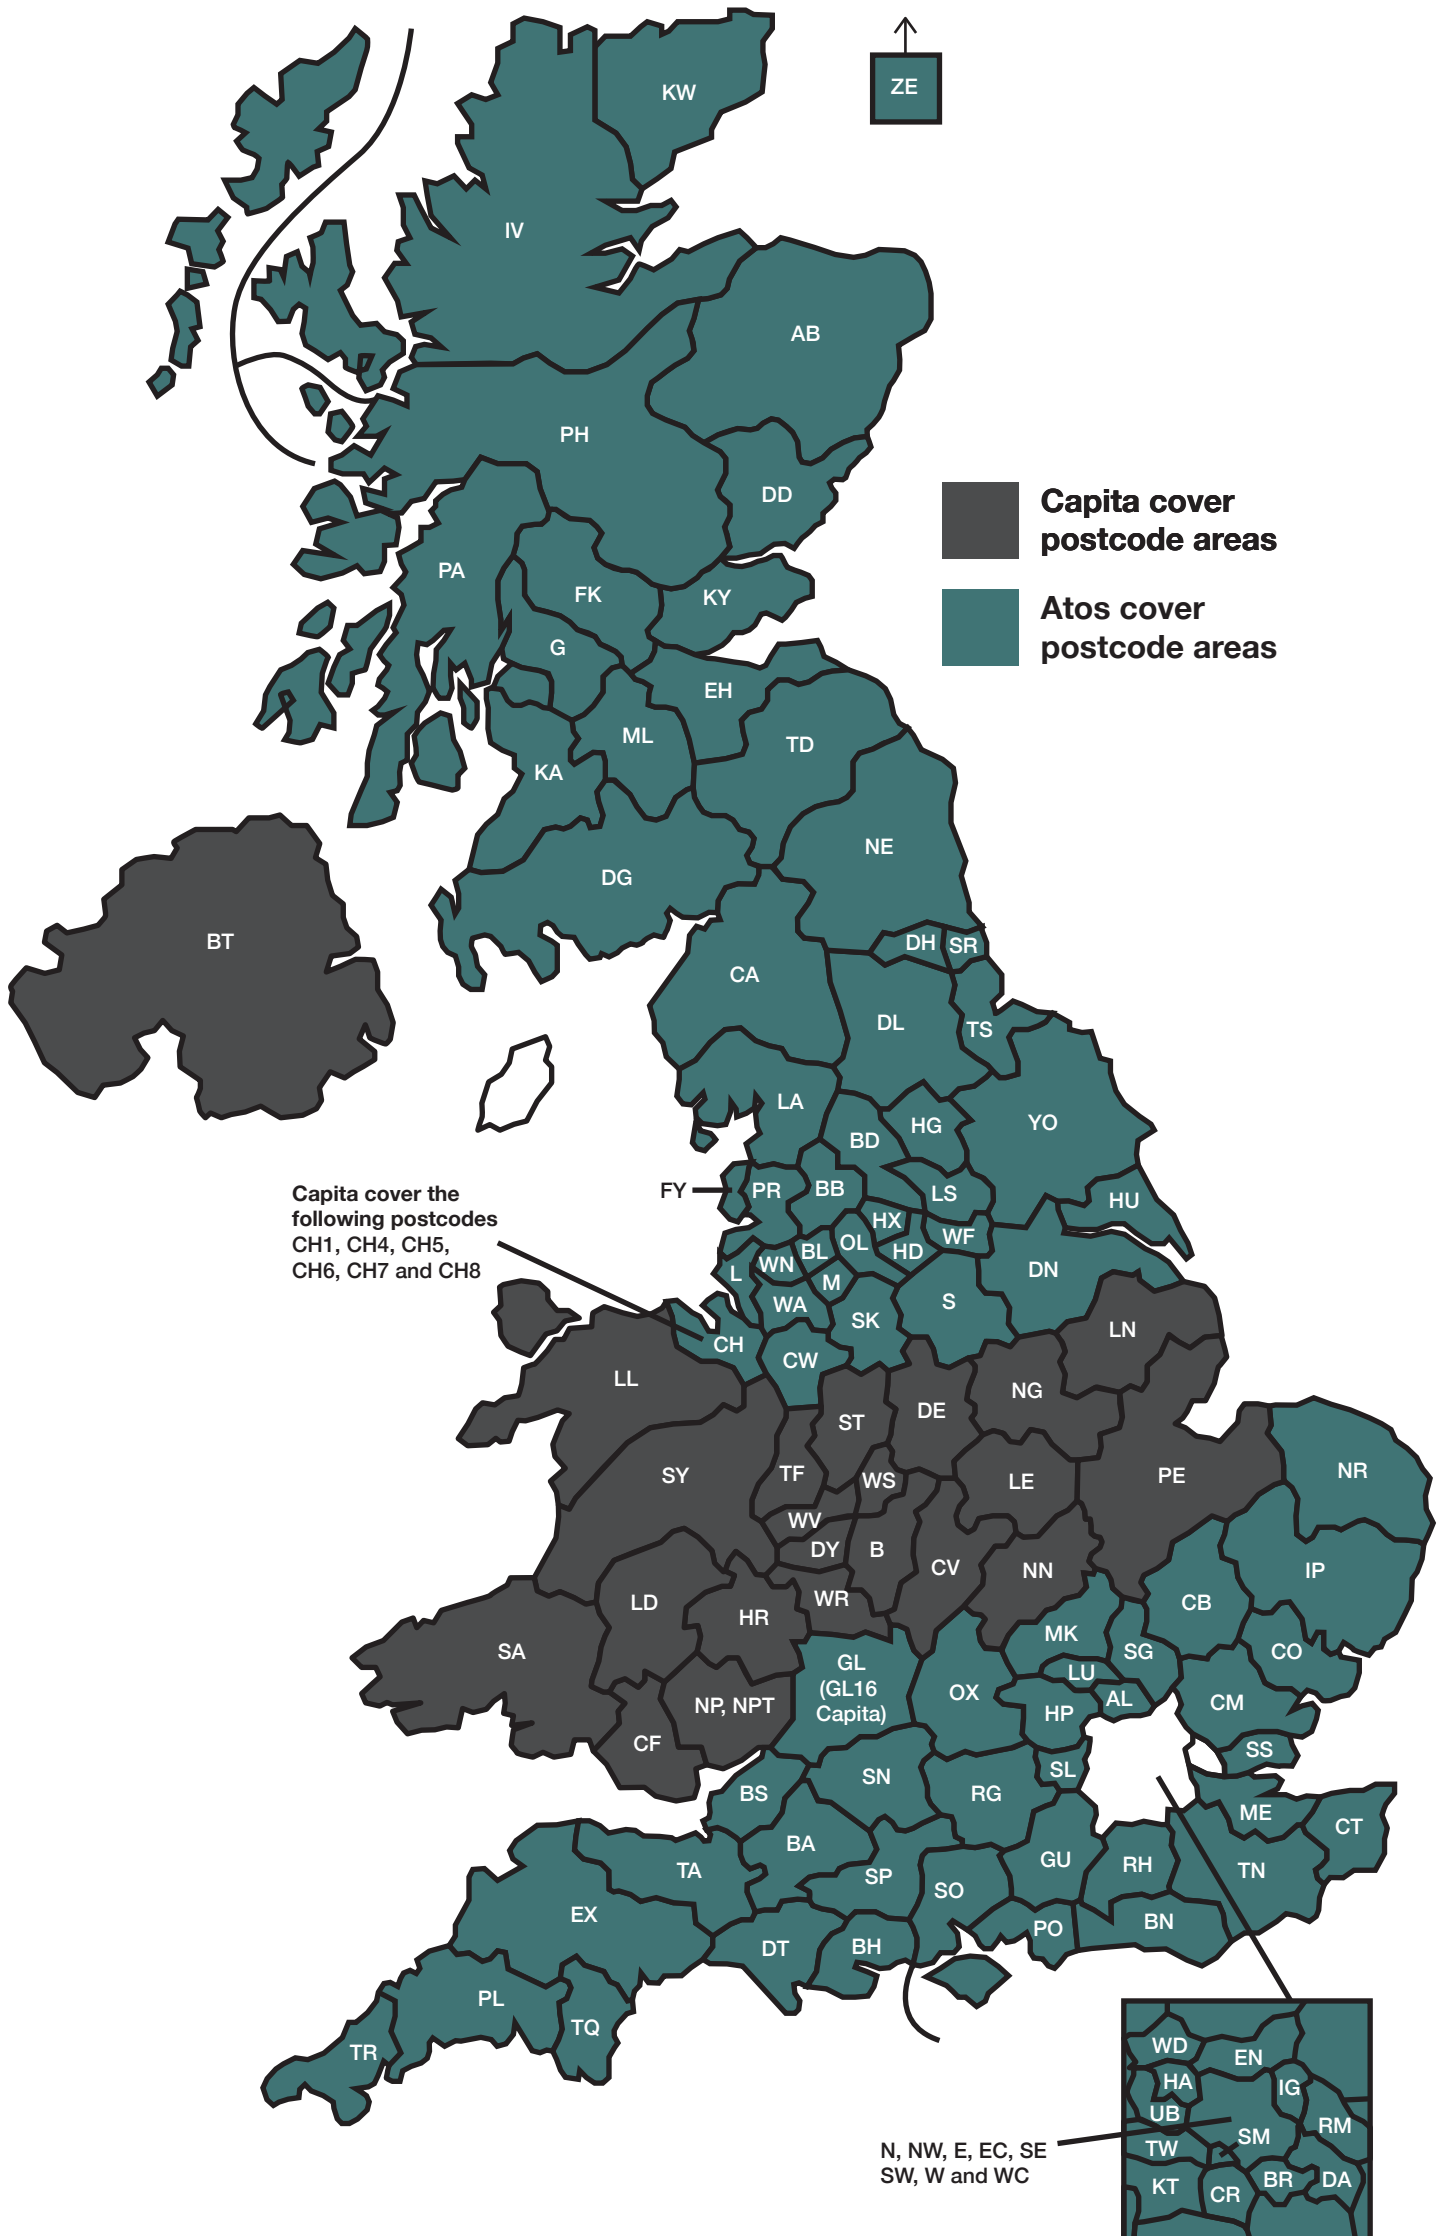 KW
ZE
IV
AB
PH
DD
Capita cover
postcode areas
PA
FK
KY
Atos cover
postcode areas
G
EH
ML
TD
KA
NE
DG
BT
DH
SR
CA
DL
TS
LA
HG
YO
BD
FY
PR
BB
LS
HU
Capita cover the
following postcodes
CH1, CH4, CH5,
CH6, CH7 and CH8
HX
WF
OL
BL
HD
WN
L
M
DN
WA
S
SK
LN
CH
CW
LL
NG
DE
ST
SY
TF
WS
LE
PE
NR
WV
DY
B
CV
NN
IP
LD
HR
WR
CB
SA
MK
SG
CO
GL
(GL16
Capita)
LU
OX
AL
NP, NPT
HP
CM
CF
SS
SL
BS
SN
RG
ME
CT
BA
TA
SP
GU
RH
TN
SO
EX
PO
BN
DT
BH
PL
TQ
TR
WD
EN
HA
IG
UB
RM
SM
TW
N, NW, E, EC, SE
SW, W and WC
KT
CR
BR
DA